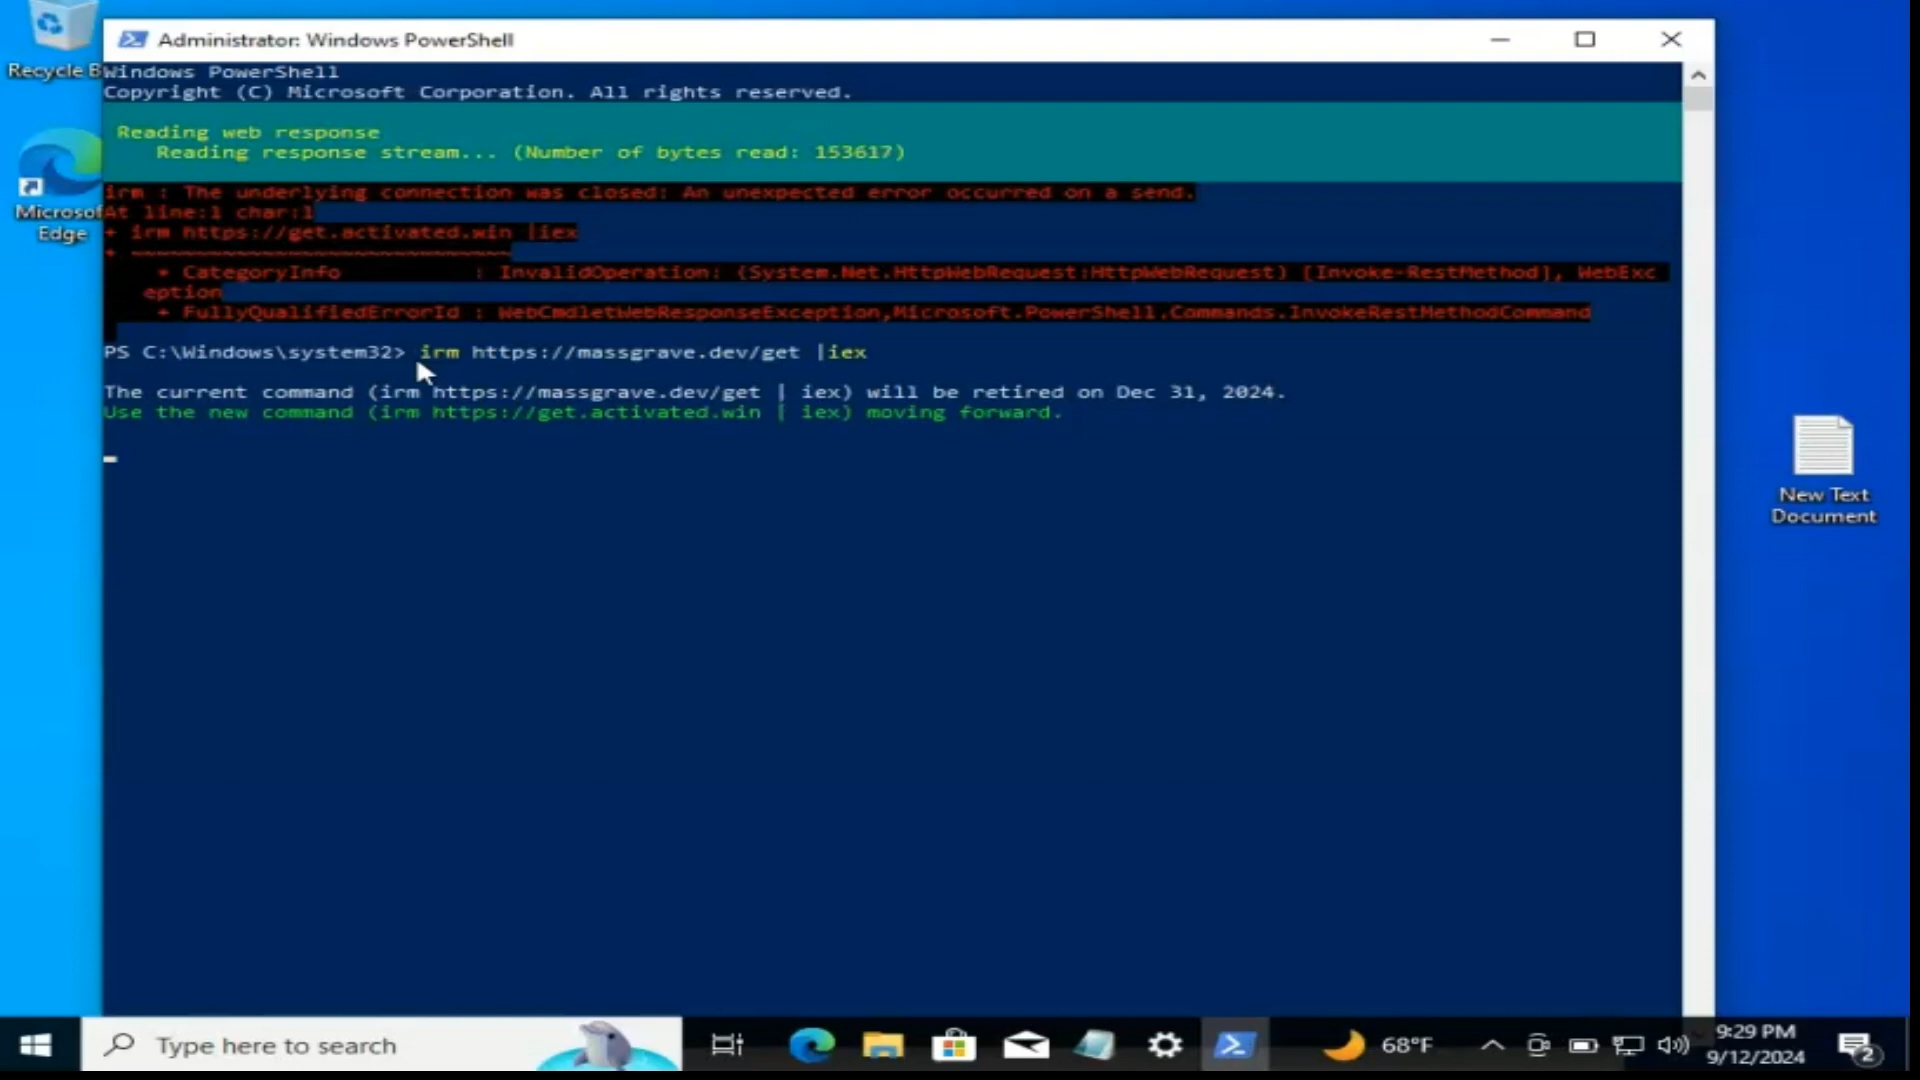 Administrator: Windows PowerShell
Recycle B
Windows PowerShell
Copyright (C) Microsoft Corporation. All rights reserved.
Reading web response
Reading response stream... (Number of bytes read: 153617)
irm : The underlying connection was closed: An unexpected error occurred on a send.
At line:1 char:1
+ irm https://get.activated.win |iex
+ ~~~~~~~~~~~~~~~~~~~~~~~~~~~~~
+ CategoryInfo : InvalidOperation: (System.Net.HttpWebRequest:HttpWebRequest) [Invoke-RestMethod], WebExc
eption
+ FullyQualifiedErrorId : WebCmdletWebResponseException,Microsoft.PowerShell.Commands.InvokeRestMethodCommand
PS C:\Windows\system32> irm https://massgrave.dev/get |iex
The current command (irm https://massgrave.dev/get | iex) will be retired on Dec 31, 2024.
Use the new command (irm https://get.activated.win | iex) moving forward.
Microsof
Edge
New Text
Document
Type here to search
68°F
9:29 PM
9/12/2024
2